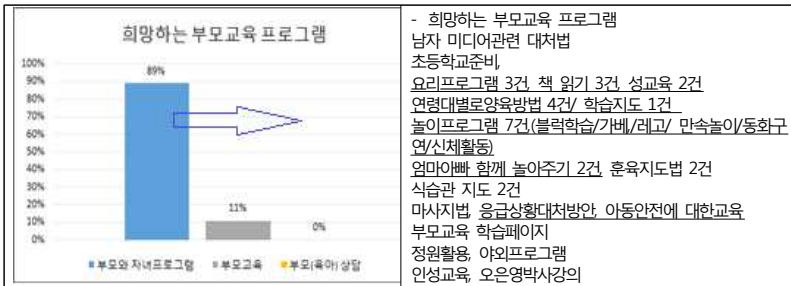 희망하는 부모교육 프로그램
100%
90%
80%
70%
60%
50%
40%
30%
20%
10%
0%
89%
11%
0%
부모와 자녀프로그램 부모교육 부모(육아) 상담
- 희망하는 부모교육 프로그램
남자 미디어관련 대처법
초등학교준비,
요리프로그램 3건, 책 읽기 3건, 성교육 2건
연령대별로양육방법 4건/ 학습지도 1건
놀이프로그램 7건,(블럭학습/가베,/레고/ 만속놀이/동화구
연/신체활동)
엄마아빠 함께 놀아주기 2건, 훈육지도법 2건
식습관 지도 2건
마사지법, 응급상황대처방안, 아동안전에 대한교육
부모교육 학습페이지
정원활용, 야외프로그램
인성교육, 오은영박사강의